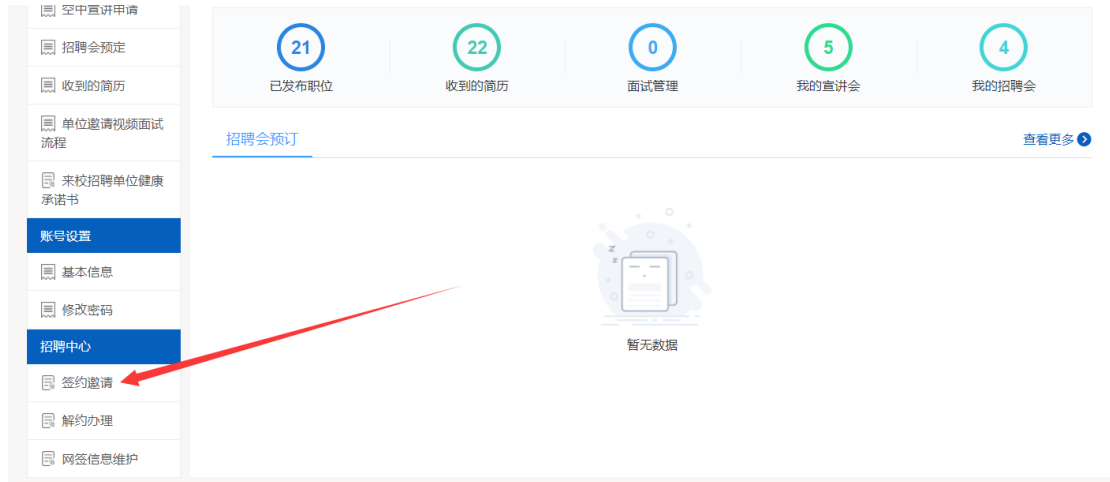 空中宣讲申请
招聘会预定
收到的简历
单位邀请视频面试
流程
来校招聘单位健康
承诺书
账号设置
基本信息
修改密码
招聘中心
签约邀请
解约办理
网签信息维护
21
已发布职位
22
收到的简历
0
面试管理
5
我的宣讲会
4
我的招聘会
招聘会预订
查看更多
z
z
暂无数据